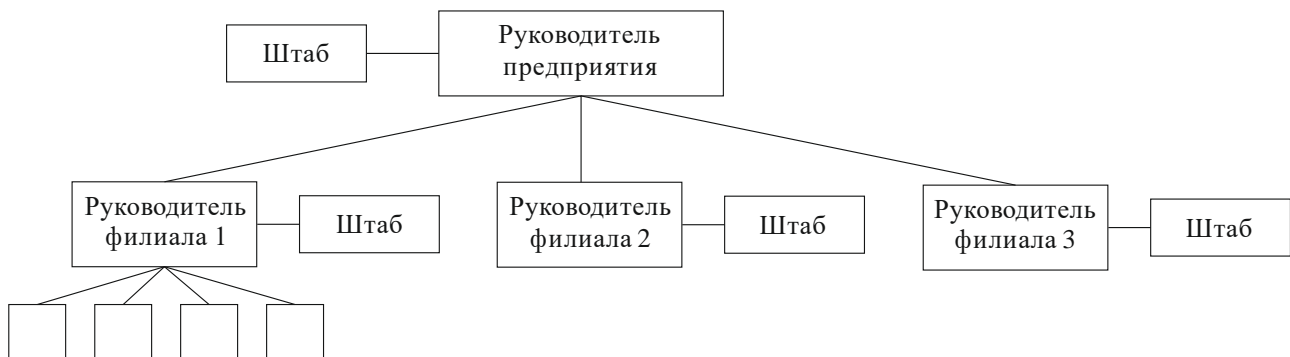 Штаб
Руководитель
предприятия
Руководитель
филиала 1
Штаб
Руководитель
филиала 2
Штаб
Руководитель
филиала 3
Штаб